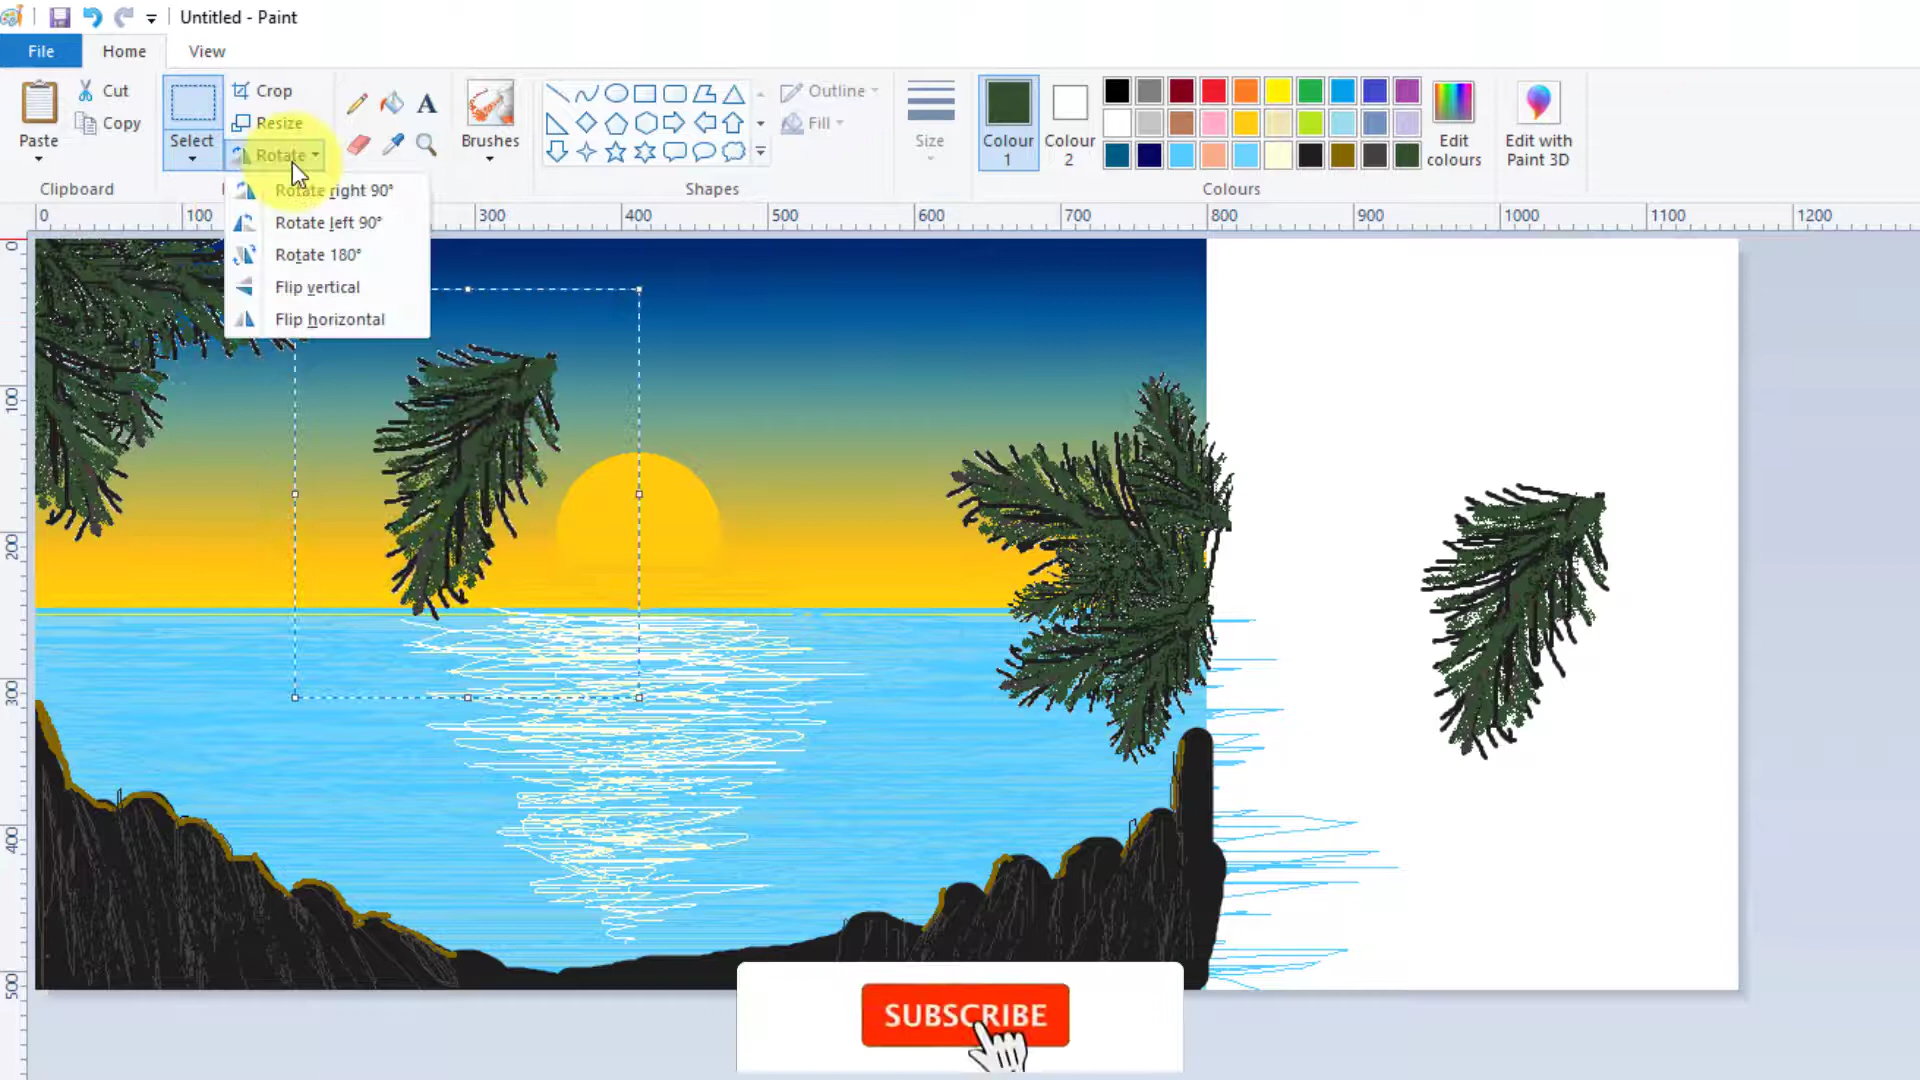 Untitled - Paint
File Home View
Paste
Cut
Copy
Clipboard
Select
Crop
Resize
Rotate
Rotate right 90°
Rotate left 90°
Rotate 180°
Flip vertical
Flip horizontal
A
Brushes
Outline
Fill
Shapes
Size
Colour
1
Colour
2
Edit
colours
Edit with
Paint 3D
Colours
0 100 300 400 500 600 700 800 900 1000 1100 1200
0
100
200
300
400
500
SUBSCRIBE